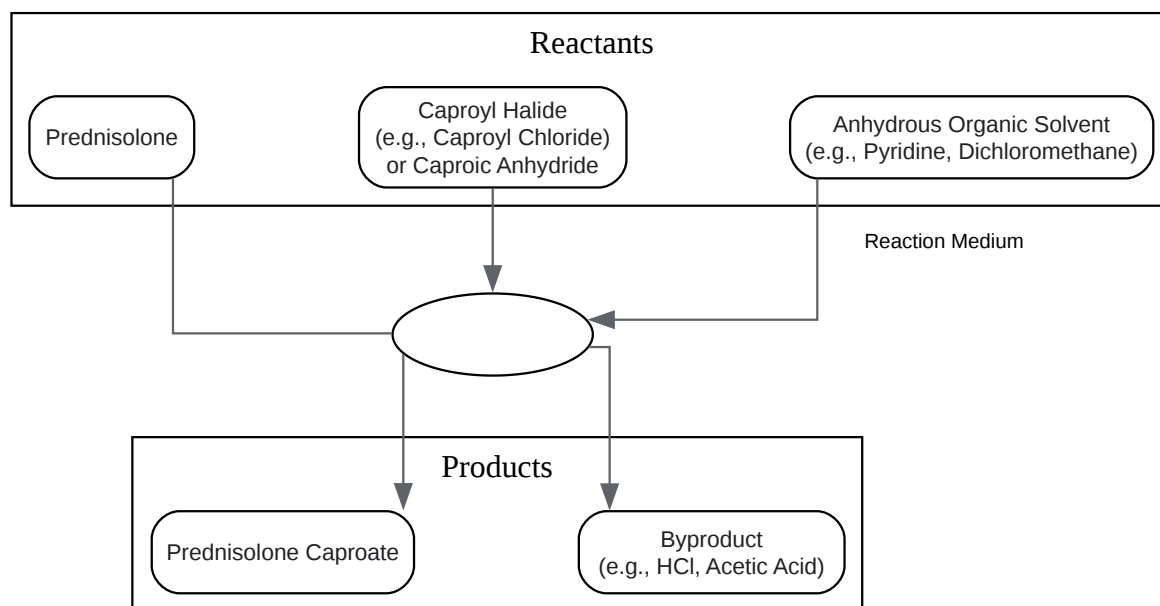 Reactants
Prednisolone
Caproyl Halide
(e.g., Caproyl Chloride)
or Caproic Anhydride
Anhydrous Organic Solvent
(e.g., Pyridine, Dichloromethane)
Reaction Medium
Products
Prednisolone Caproate
Byproduct
(e.g., HCl, Acetic Acid)